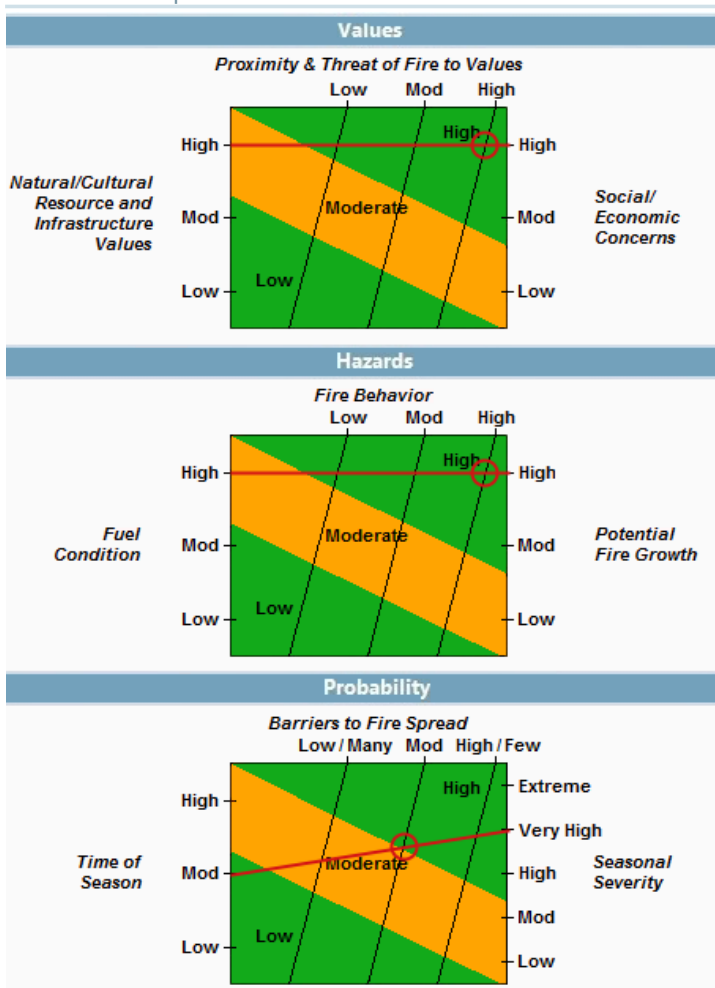 Values
Proximity & Threat of Fire to Values
Low Mod High
High
High High
Natural/Cultural
Resource and
Infrastructure
Values
Moderate
Social/
Economic
Concerns
Mod Mod
Low
Low Low
Hazards
Fire Behavior
Low Mod High
High
High High
Fuel
Condition
Moderate
Mod Mod
Potential
Fire Growth
Low
Low Low
Probability
Barriers to Fire Spread
Low / Many Mod High / Few
High Extreme
High
Very High
Time of
Season
Moderate
Mod High
Seasonal
Severity
Mod
Low
Low Low